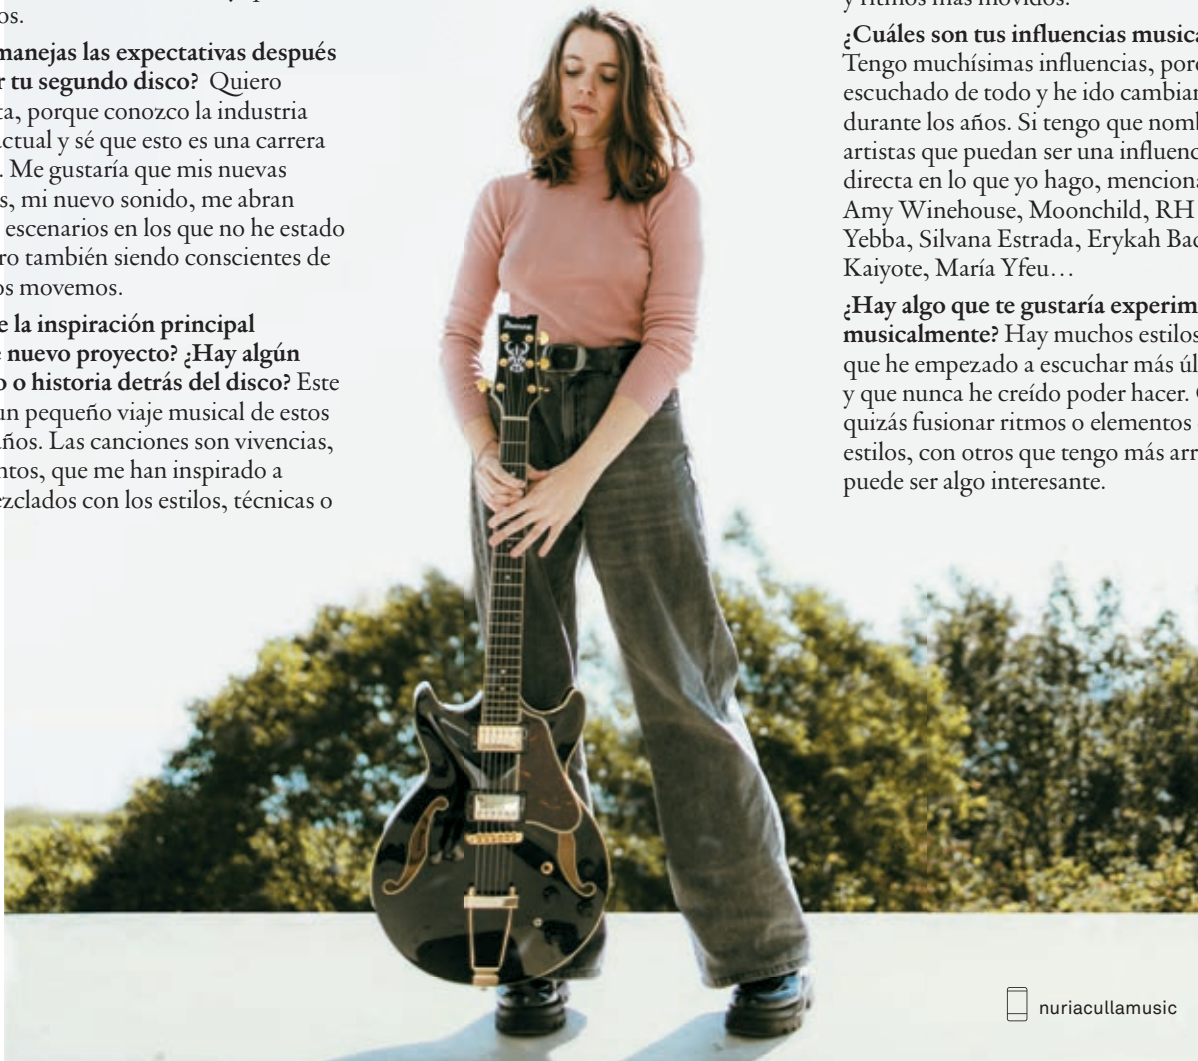 os.
manejas las expectativas después
r tu segundo disco? Quiero
ta, porque conozco la industria
actual y sé que esto es una carrera
. Me gustaría que mis nuevas
s, mi nuevo sonido, me abran
escenarios en los que no he estado
ro también siendo conscientes de
os movemos.
e la inspiración principal
e nuevo proyecto? ¿Hay algún
o o historia detrás del disco? Este
un pequeño viaje musical de estos
años. Las canciones son vivencias,
ntos, que me han inspirado a
ezclados con los estilos, técnicas o
Ibanez
y ritmos más movidos.
¿Cuáles son tus influencias musica
Tengo muchísimas influencias, porq
escuchado de todo y he ido cambian
durante los años. Si tengo que noml
artistas que puedan ser una influenc
directa en lo que yo hago, menciona
Amy Winehouse, Moonchild, RH
Yebba, Silvana Estrada, Erykah Bad
Kaiyote, María Yfeu…
¿Hay algo que te gustaría experim
musicalmente? Hay muchos estilos
que he empezado a escuchar más úl
y que nunca he creído poder hacer.
quizás fusionar ritmos o elementos
estilos, con otros que tengo más arr
puede ser algo interesante.
nuriacullamusic